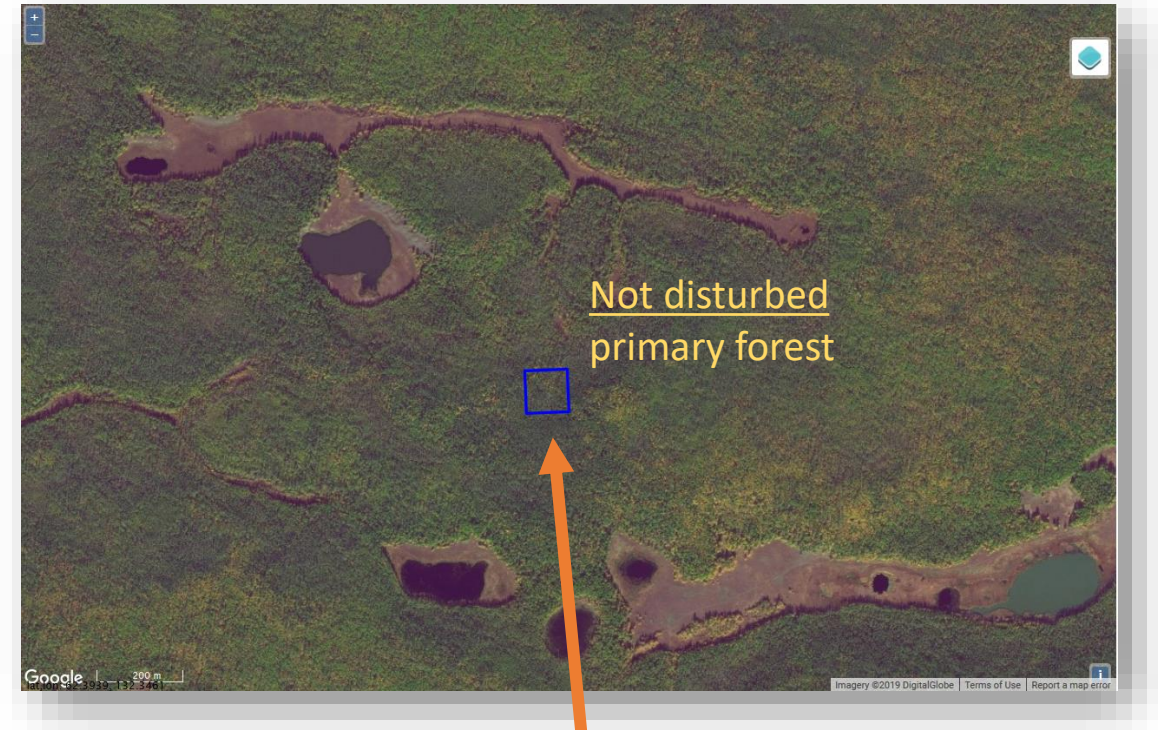 +
−
Not disturbed
primary forest
Google
200 m
Imagery ©2019 DigitalGlobe | Terms of Use | Report a map error
i